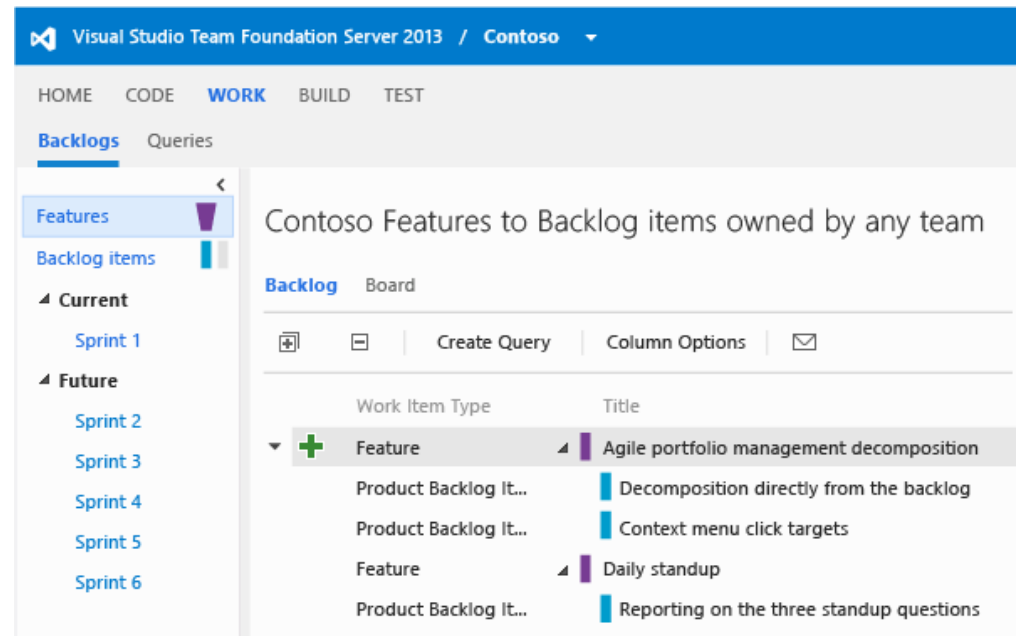 Visual Studio Team Foundation Server 2013 / Contoso
HOME CODE WORK BUILD TEST
Backlogs Queries
Features
Backlog items
Current
Sprint 1
Future
Sprint 2
Sprint 3
Sprint 4
Sprint 5
Sprint 6
Contoso Features to Backlog items owned by any team
Backlog Board
Create Query Column Options
Work Item Type Title
Feature Agile portfolio management decomposition
Product Backlog It... Decomposition directly from the backlog
Product Backlog It... Context menu click targets
Feature Daily standup
Product Backlog It... Reporting on the three standup questions